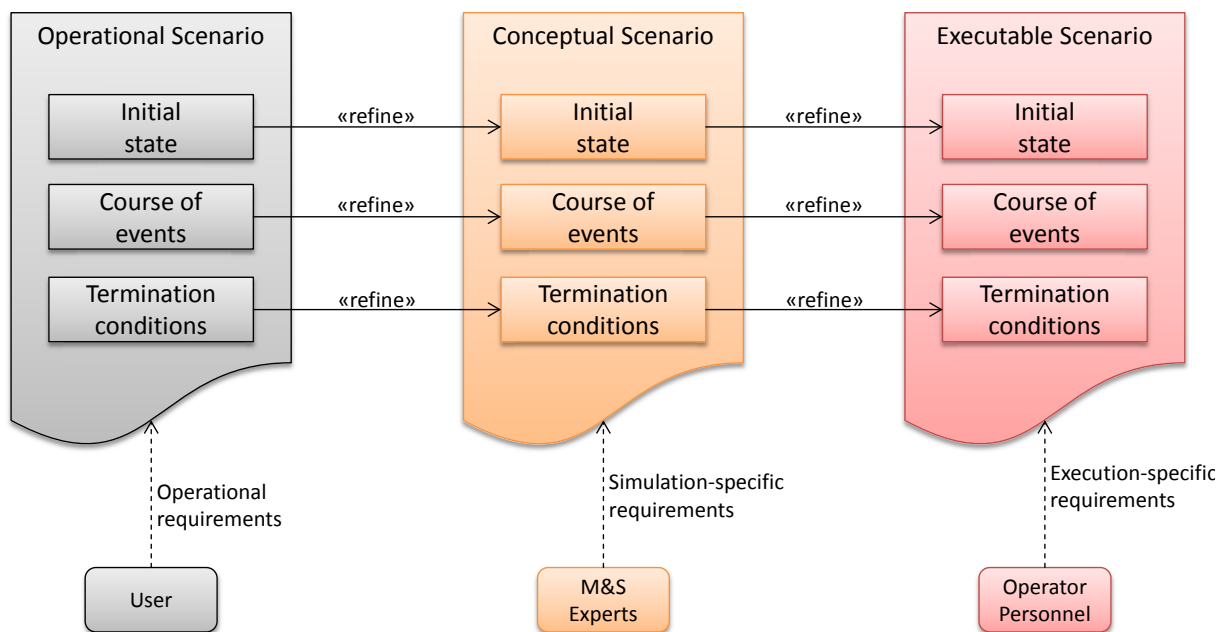 Operational Scenario
Conceptual Scenario
Executable Scenario
Initial
state
«refine»
Initial
state
«refine»
Initial
state
Course of
events
«refine»
Course of
events
«refine»
Course of
events
Termination
conditions
«refine»
Termination
conditions
«refine»
Termination
conditions
Operational
requirements
Simulation-specific
requirements
Execution-specific
requirements
User
M&S
Experts
Operator
Personnel